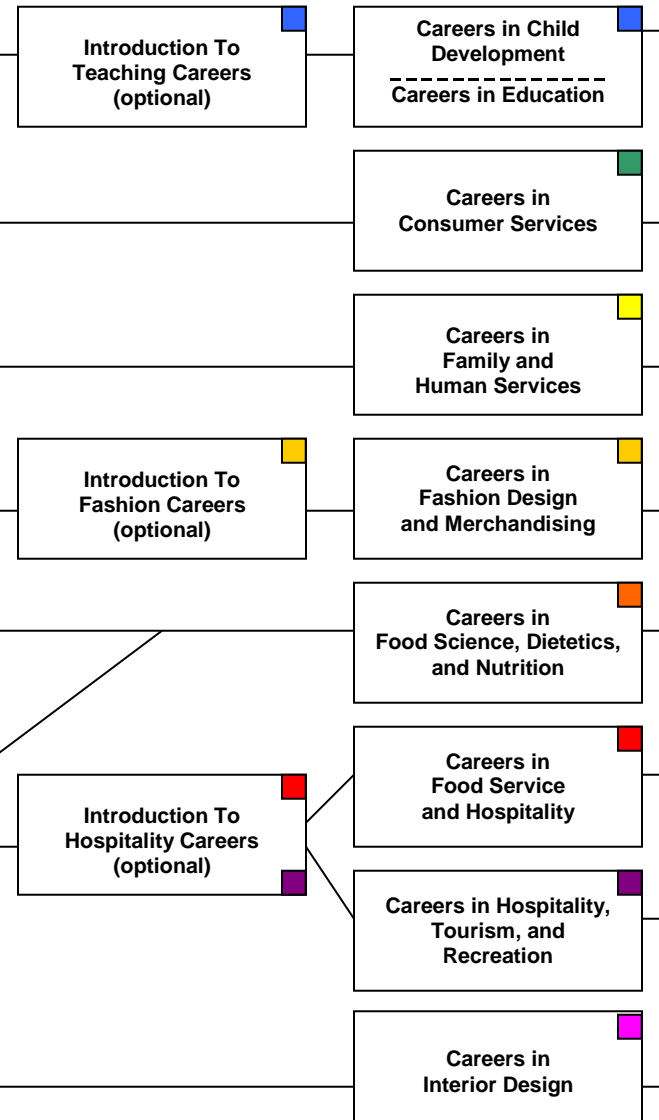 Introduction To
Teaching Careers
(optional)
Careers in Child
Development
Careers in Education
Careers in
Consumer Services
Careers in
Family and
Human Services
Introduction To
Fashion Careers
(optional)
Careers in
Fashion Design
and Merchandising
Careers in
Food Science, Dietetics,
and Nutrition
Careers in
Food Service
and Hospitality
Introduction To
Hospitality Careers
(optional)
Careers in Hospitality,
Tourism, and
Recreation
Careers in
Interior Design